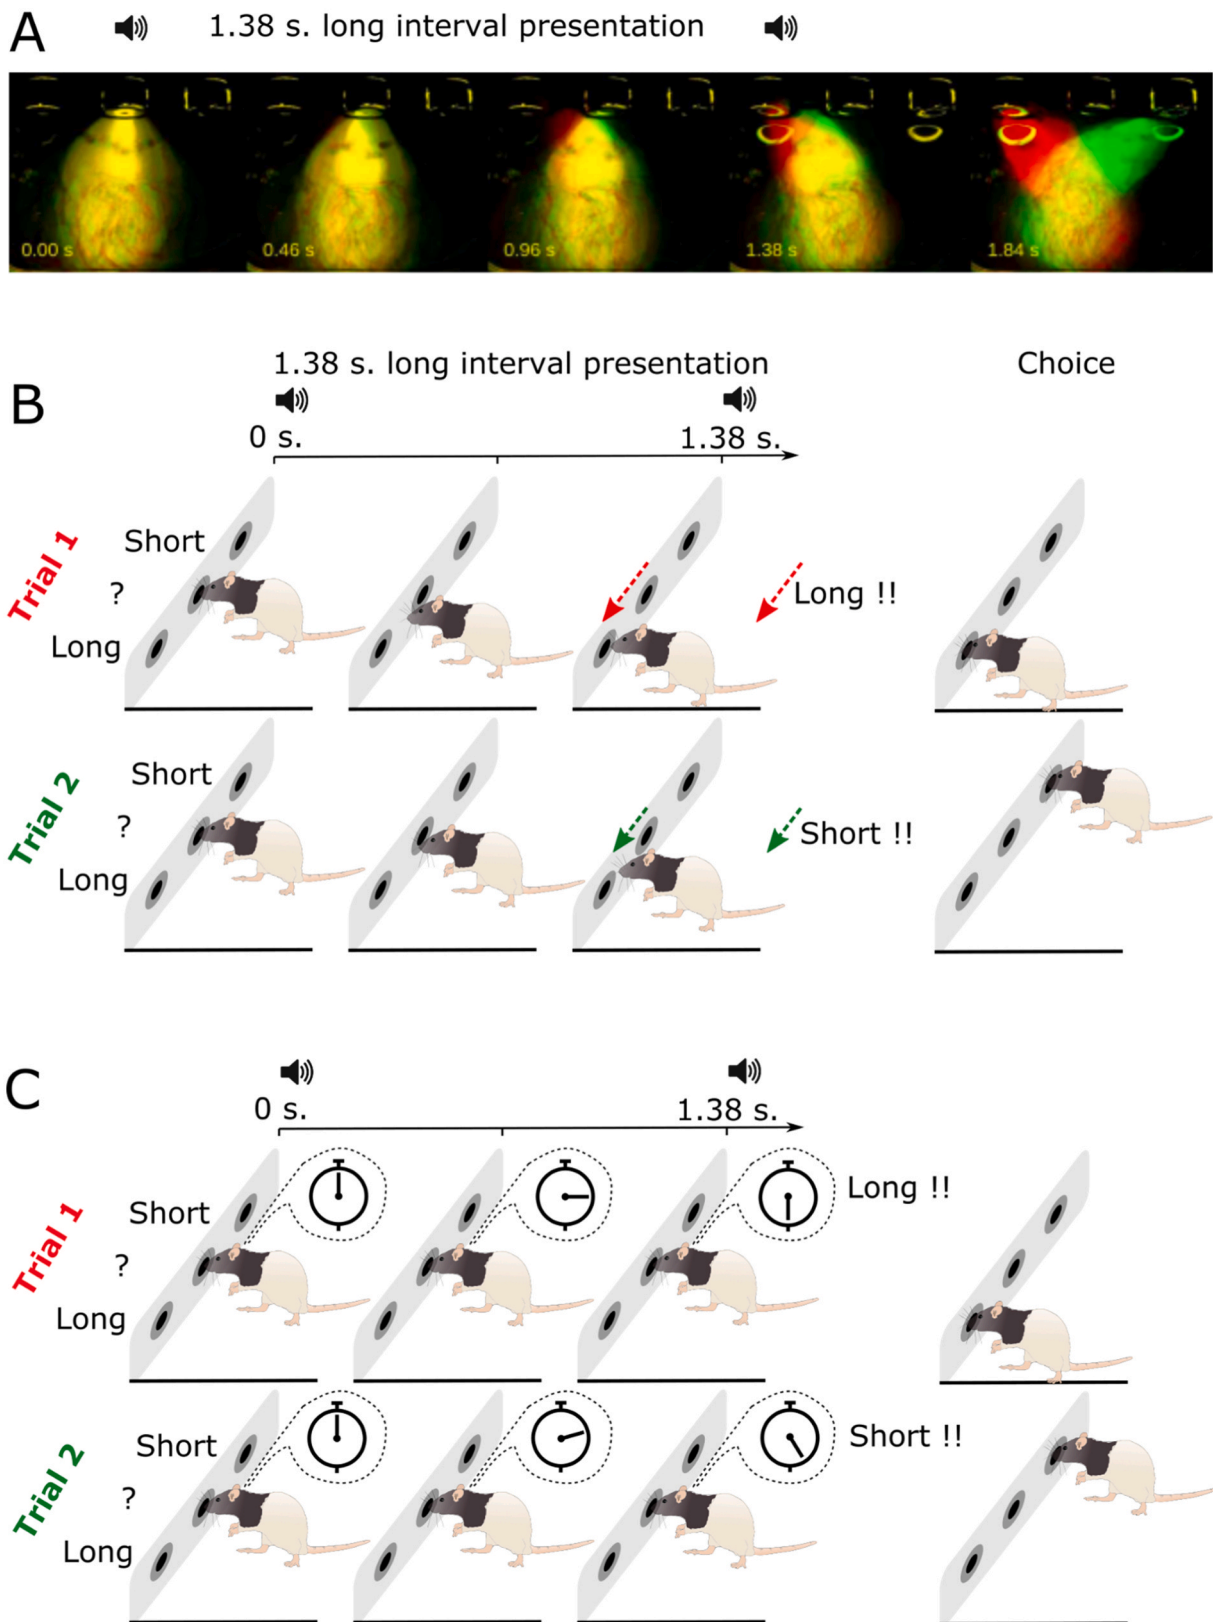 A
1.38 s. long interval presentation
0.00 s
0.46 s
0.96 s
1.38 s
1.84 s
1.38 s. long interval presentation
Choice
B
0 s.
1.38 s.
Trial 1
Short
?
Long
Long !!
Trial 2
Short
?
Long
Short !!
C
0 s.
1.38 s.
Trial 1
Short
?
Long
Long !!
Trial 2
Short
?
Long
Short !!